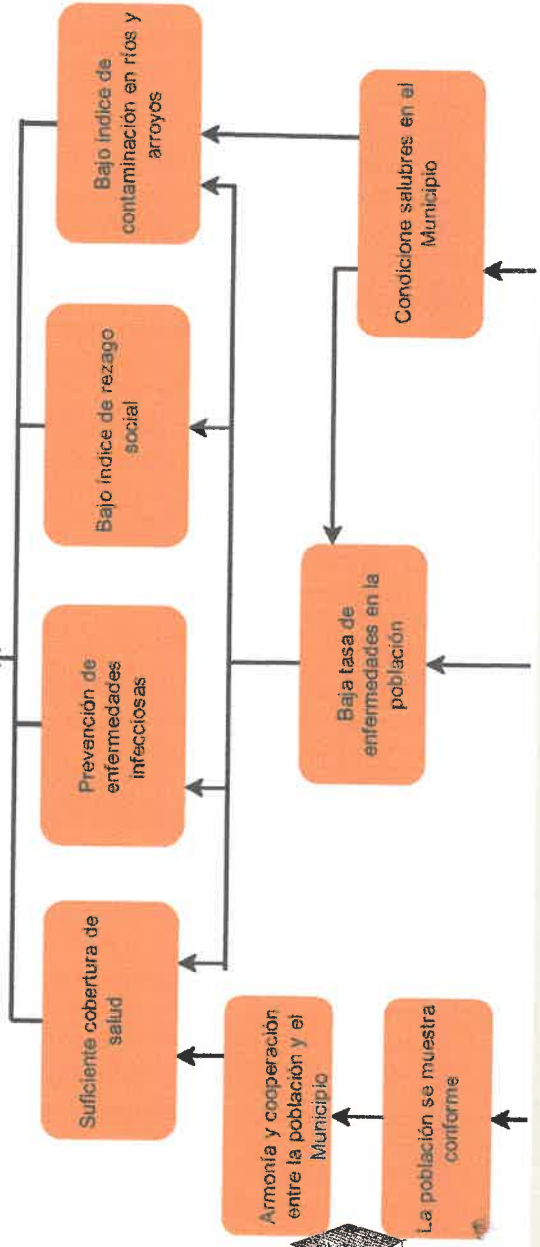 Suficiente cobertura de
salud
Prevención de
enfermedades
infecciosas
Bajo índice de rezago
social
Bajo índice de
contaminación en ríos y
arroyos
Armonía y cooperación
entre la población y el
Municipio
La población se muestra
conforme
Baja tasa de
enfermedades en la
población
Condicione salubres en el
Municipio